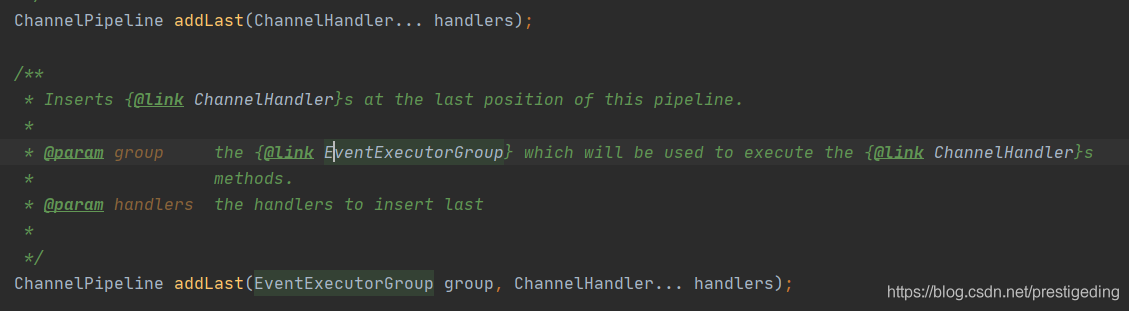 ChannelPipeline addLast(ChannelHandler... handlers);
/**
* Inserts {@link ChannelHandler}s at the last position of this pipeline.
*
* @param group the {@link EventExecutorGroup} which will be used to execute the {@link ChannelHandler}s
* methods.
* @param handlers the handlers to insert last
*
*/
ChannelPipeline addLast(EventExecutorGroup group, ChannelHandler... handlers);
https://blog.csdn.net/prestigeding